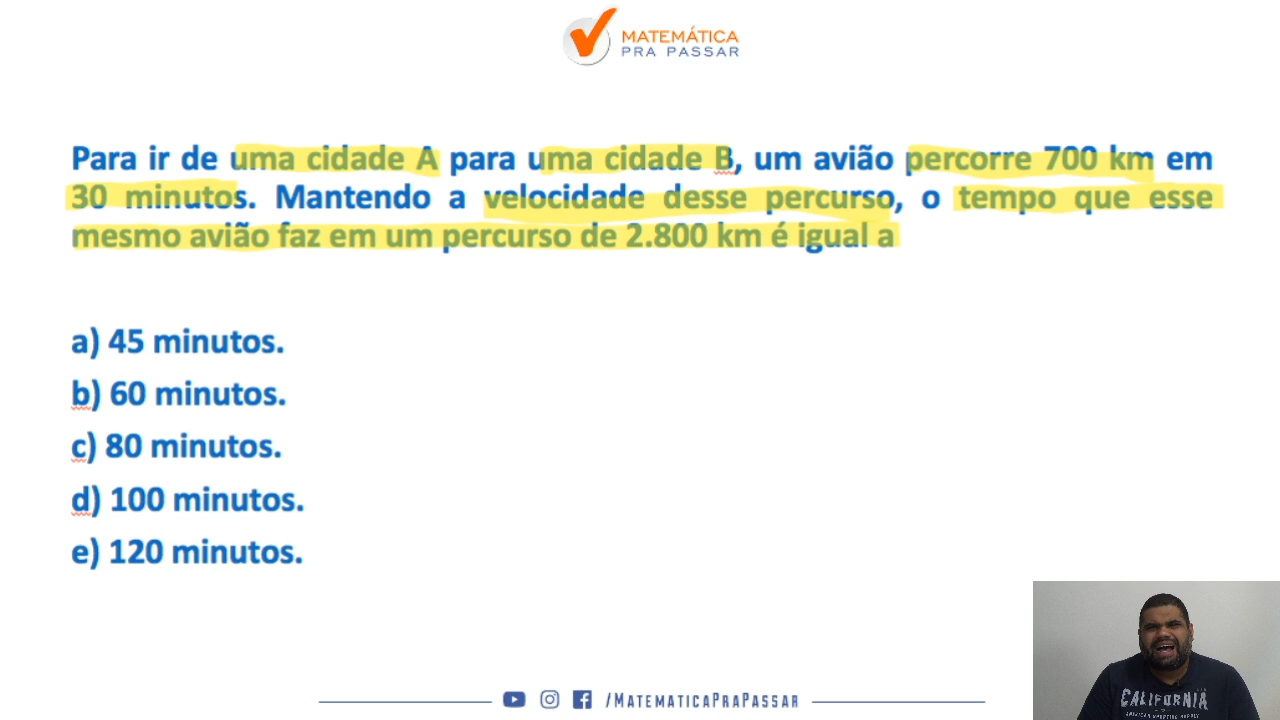 MATEMÁTICA
PRA PASSAR
Para ir de uma cidade A para uma cidade B, um avião percorre 700 km em
30 minutos. Mantendo a velocidade desse percurso, o tempo que esse
mesmo avião faz em um percurso de 2.800 km é igual a
a) 45 minutos.
b) 60 minutos.
c) 80 minutos.
d) 100 minutos.
e) 120 minutos.
CALIFORNIA
/MATEMATICAPRAPASSAR